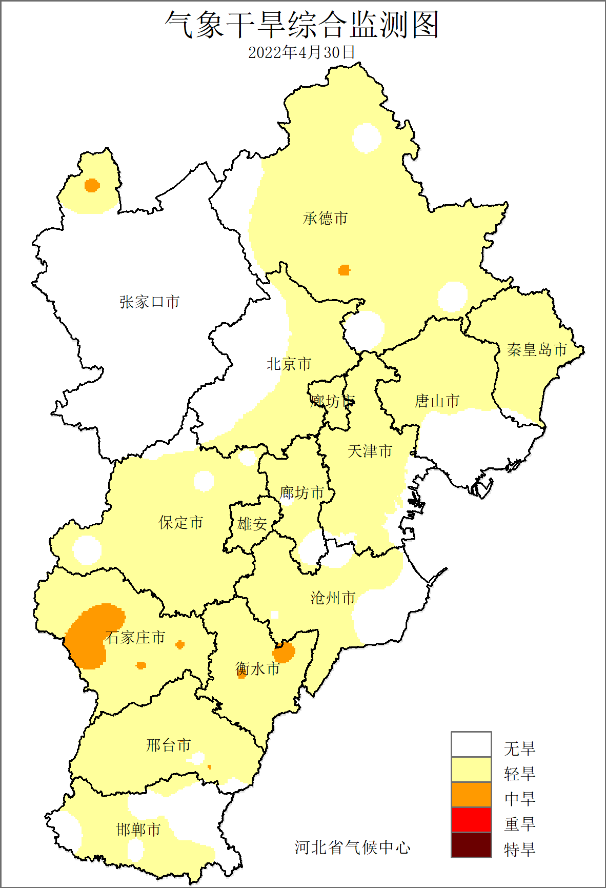 气象干旱综合监测图
2022年4月30日
承德市
张家口市
秦皇岛市
北京市
廊坊市
唐山市
天津市
廊坊市
保定市
雄安
沧州市
石家庄市
衡水市
邢台市
邯郸市
无旱
轻旱
中旱
重旱
特旱
河北省气候中心